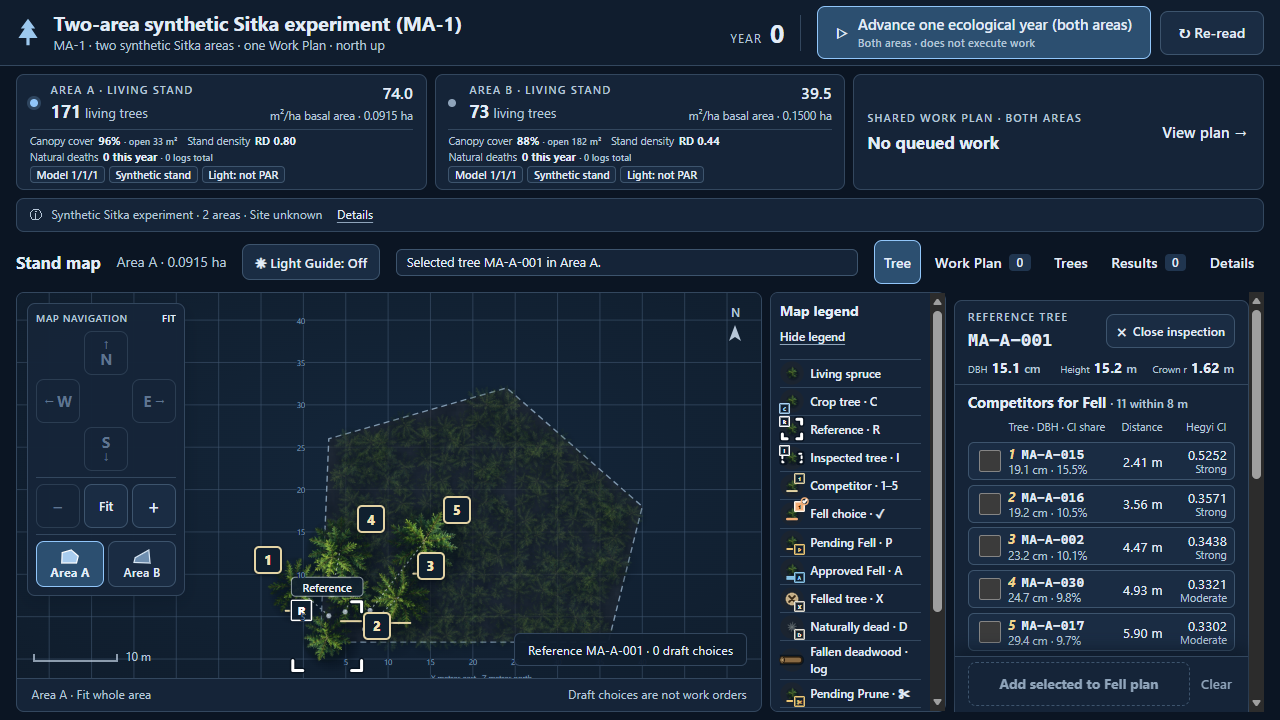 Two-area synthetic Sitka experiment (MA-1)
MA-1 · two synthetic Sitka areas · one Work Plan · north up
YEAR 0
▷ Advance one ecological year (both areas)
Both areas · does not execute work
↻ Re-read
AREA A · LIVING STAND
171 living trees
74.0
m²/ha basal area · 0.0915 ha
Canopy cover 96% · open 33 m² Stand density RD 0.80
Natural deaths 0 this year · 0 logs total
Model 1/1/1 Synthetic stand Light: not PAR
AREA B · LIVING STAND
73 living trees
39.5
m²/ha basal area · 0.1500 ha
Canopy cover 88% · open 182 m² Stand density RD 0.44
Natural deaths 0 this year · 0 logs total
Model 1/1/1 Synthetic stand Light: not PAR
SHARED WORK PLAN · BOTH AREAS
No queued work
View plan →
ⓘ Synthetic Sitka experiment · 2 areas · Site unknown Details
Stand map Area A · 0.0915 ha
Light Guide: Off
Selected tree MA-A-001 in Area A.
Tree
Work Plan 0
Trees
Results 0
Details
MAP NAVIGATION FIT
↑
N
←W
E→
S
↓
− Fit +
Area A Area B
N
40
35
30
25
20
15
10
5 10 15 20
1
4
5
3
Reference
R
2
10 m
Reference MA-A-001 · 0 draft choices
Area A · Fit whole area
Draft choices are not work orders
Map legend
Hide legend
Living spruce
C Crop tree · C
R Reference · R
I Inspected tree · I
Competitor · 1–5
Fell choice · ✓
P Pending Fell · P
A Approved Fell · A
X Felled tree · X
D Naturally dead · D
Fallen deadwood ·
log
Pending Prune · ✂
REFERENCE TREE
MA-A-001
✕ Close inspection
DBH 15.1 cm Height 15.2 m Crown r 1.62 m
Competitors for Fell · 11 within 8 m
Tree · DBH · CI share Distance Hegyi CI
1 MA-A-015 2.41 m 0.5252
19.1 cm · 15.5% Strong
2 MA-A-016 3.56 m 0.3571
19.2 cm · 10.5% Strong
3 MA-A-002 4.47 m 0.3438
23.2 cm · 10.1% Strong
4 MA-A-030 4.93 m 0.3321
24.7 cm · 9.8% Moderate
5 MA-A-017 5.90 m 0.3302
29.4 cm · 9.7% Moderate
Add selected to Fell plan
Clear